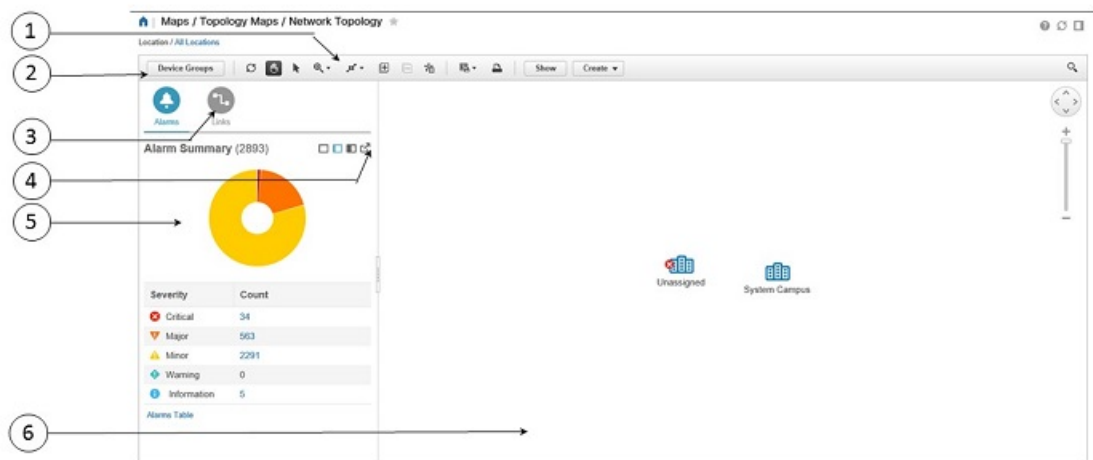 Maps / Topology Maps / Network Topology
Location / All Locations
1
2
3
4
5
6
Device Groups
Show
Create
Alarms
Links
Alarm Summary (2893)
Severity Count
Critical 34
Major 563
Minor 2291
Warning 0
Information 5
Alarms Table
Unassigned
System Campus